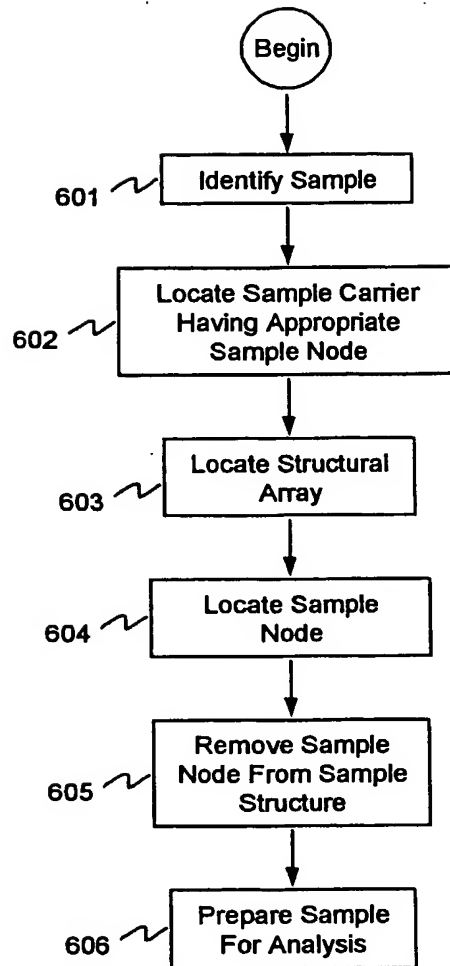 Begin
601
Identify Sample
602
Locate Sample Carrier
Having Appropriate
Sample Node
603
Locate Structural
Array
604
Locate Sample
Node
605
Remove Sample
Node From Sample
Structure
606
Prepare Sample
For Analysis